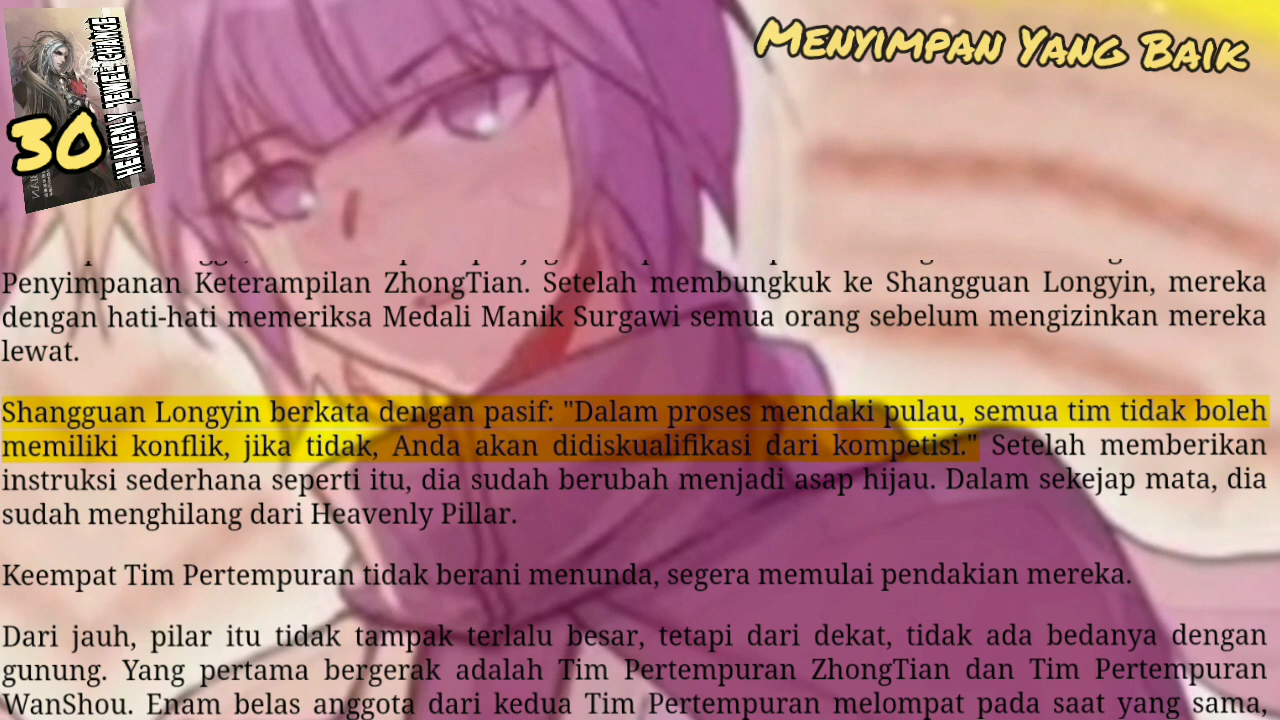 Menyimpan Yang Baik
30
HEAVENLY JEWEL CHANGE
Penyimpanan Keterampilan ZhongTian. Setelah membungkuk ke Shangguan Longyin, mereka
dengan hati-hati memeriksa Medali Manik Surgawi semua orang sebelum mengizinkan mereka
lewat.
Shangguan Longyin berkata dengan pasif: "Dalam proses mendaki pulau, semua tim tidak boleh
memiliki konflik, jika tidak, Anda akan didiskualifikasi dari kompetisi." Setelah memberikan
instruksi sederhana seperti itu, dia sudah berubah menjadi asap hijau. Dalam sekejap mata, dia
sudah menghilang dari Heavenly Pillar.
Keempat Tim Pertempuran tidak berani menunda, segera memulai pendakian mereka.
Dari jauh, pilar itu tidak tampak terlalu besar, tetapi dari dekat, tidak ada bedanya dengan
gunung. Yang pertama bergerak adalah Tim Pertempuran ZhongTian dan Tim Pertempuran
WanShou. Enam belas anggota dari kedua Tim Pertempuran melompat pada saat yang sama,